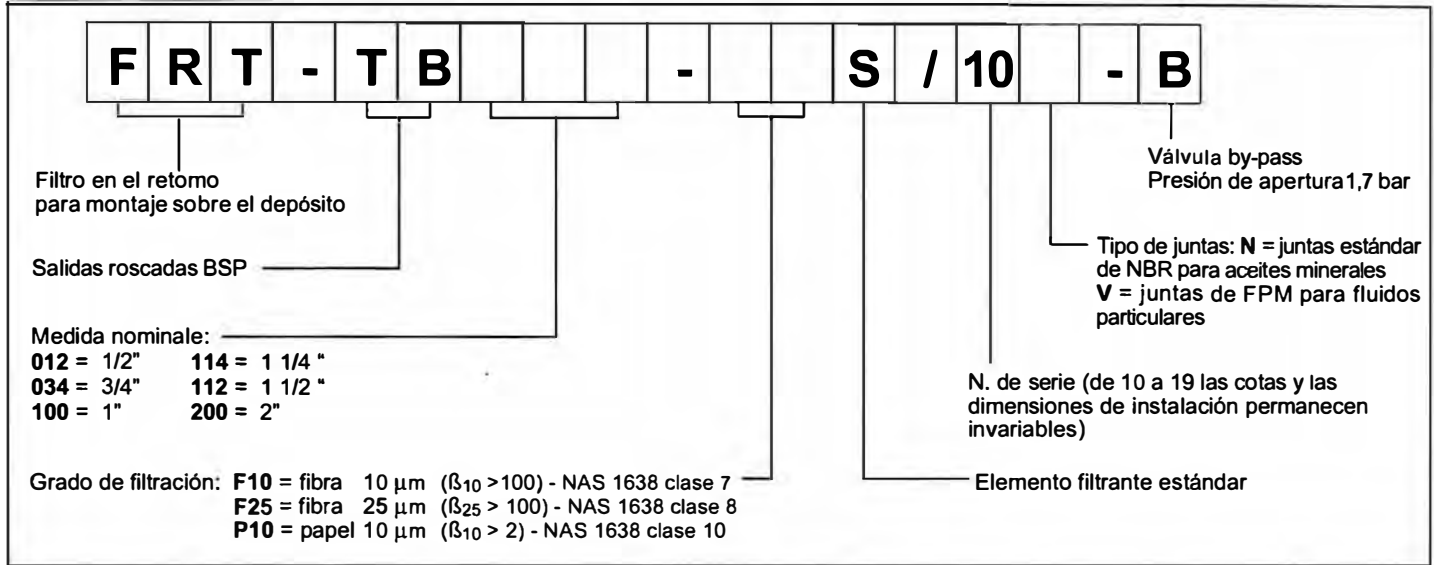 F R T - T B - S / 10 - B
Filtro en el retorno
para montaje sobre el depósito
Salidas roscadas BSP
Medida nominale:
012 = 1/2" 114 = 1 1/4 "
034 = 3/4" 112 = 1 1/2 "
100 = 1" 200 = 2"
Grado de filtración: F10 = fibra 10 µm (ß10 >100) - NAS 1638 clase 7
F25 = fibra 25 µm (ß25 > 100) - NAS 1638 clase 8
P10 = papel 10 µm (ß10 > 2) - NAS 1638 clase 10
Válvula by-pass
Presión de apertura 1,7 bar
Tipo de juntas: N = juntas estándar
de NBR para aceites minerales
V = juntas de FPM para fluidos
particulares
N. de serie (de 10 a 19 las cotas y las
dimensiones de instalación permanecen
invariables)
Elemento filtrante estándar